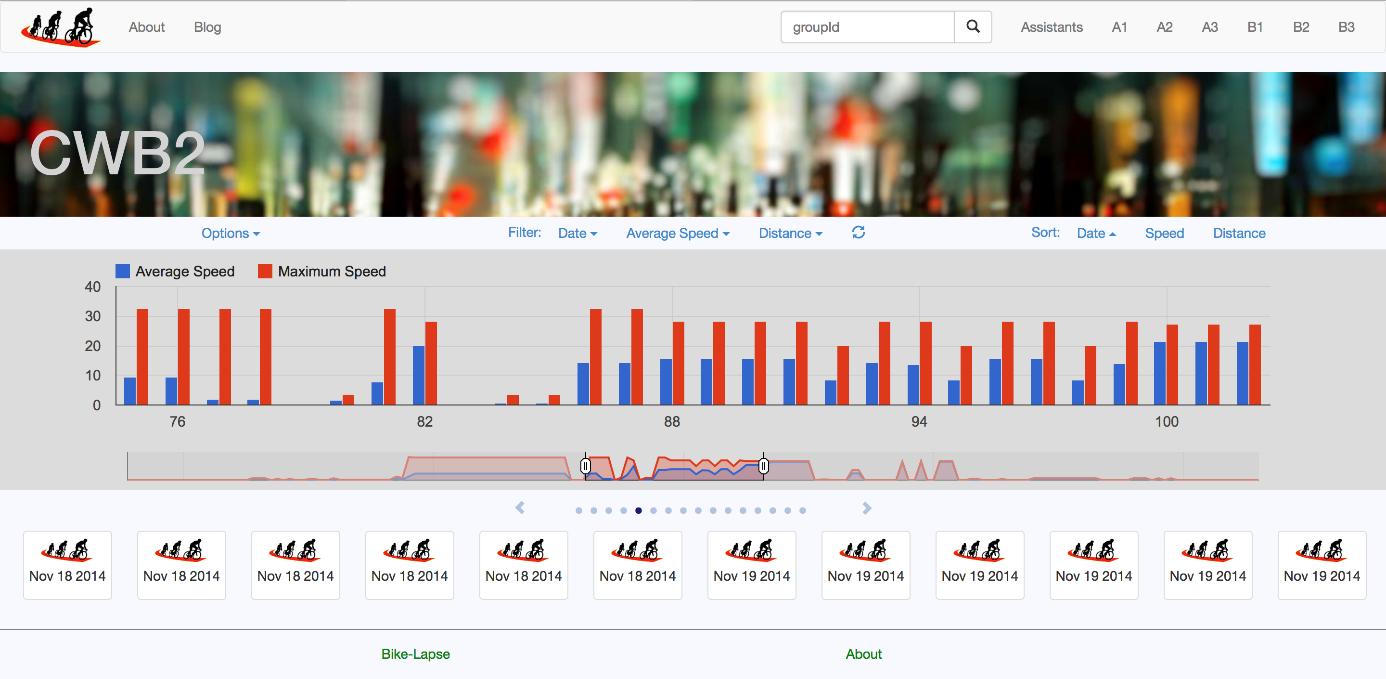 About Blog groupId Assistants A1 A2 A3 B1 B2 B3
CWB2
Options Filter: Date Average Speed Distance Sort: Date Speed Distance
Average Speed Maximum Speed
40
30
20
10
0
76 82 88 94 100
Nov 18 2014 Nov 18 2014 Nov 18 2014 Nov 18 2014 Nov 18 2014 Nov 18 2014 Nov 19 2014 Nov 19 2014 Nov 19 2014 Nov 19 2014 Nov 19 2014 Nov 19 2014
Bike-Lapse About